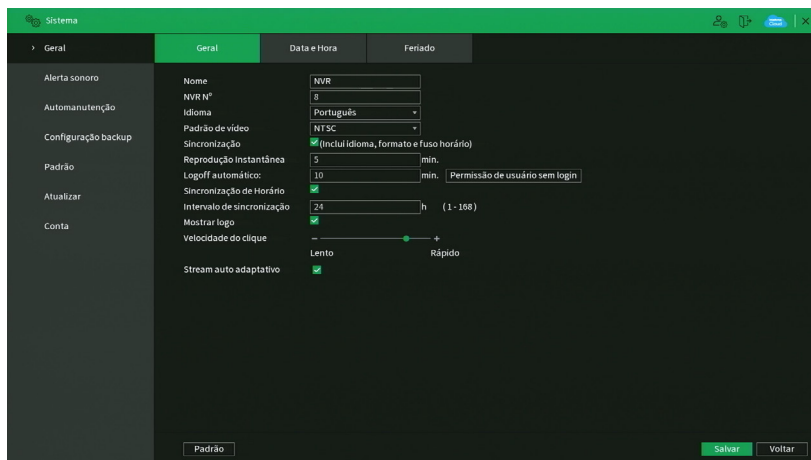 Sistema
Geral
Alerta sonoro
Automanutenção
Configuração backup
Padrão
Atualizar
Conta
Geral
Data e Hora
Feriado
Nome NVR
NVR Nº 8
Idioma Português
Padrão de vídeo NTSC
Sincronização (Inclui idioma, formato e fuso horário)
Reprodução Instantânea 5 min.
Logoff automático: 10 min. Permissão de usuário sem login
Sincronização de Horário
Intervalo de sincronização 24 h (1 - 168)
Mostrar logo
Velocidade do clique − +
Lento Rápido
Stream auto adaptativo
Padrão
Salvar
Voltar